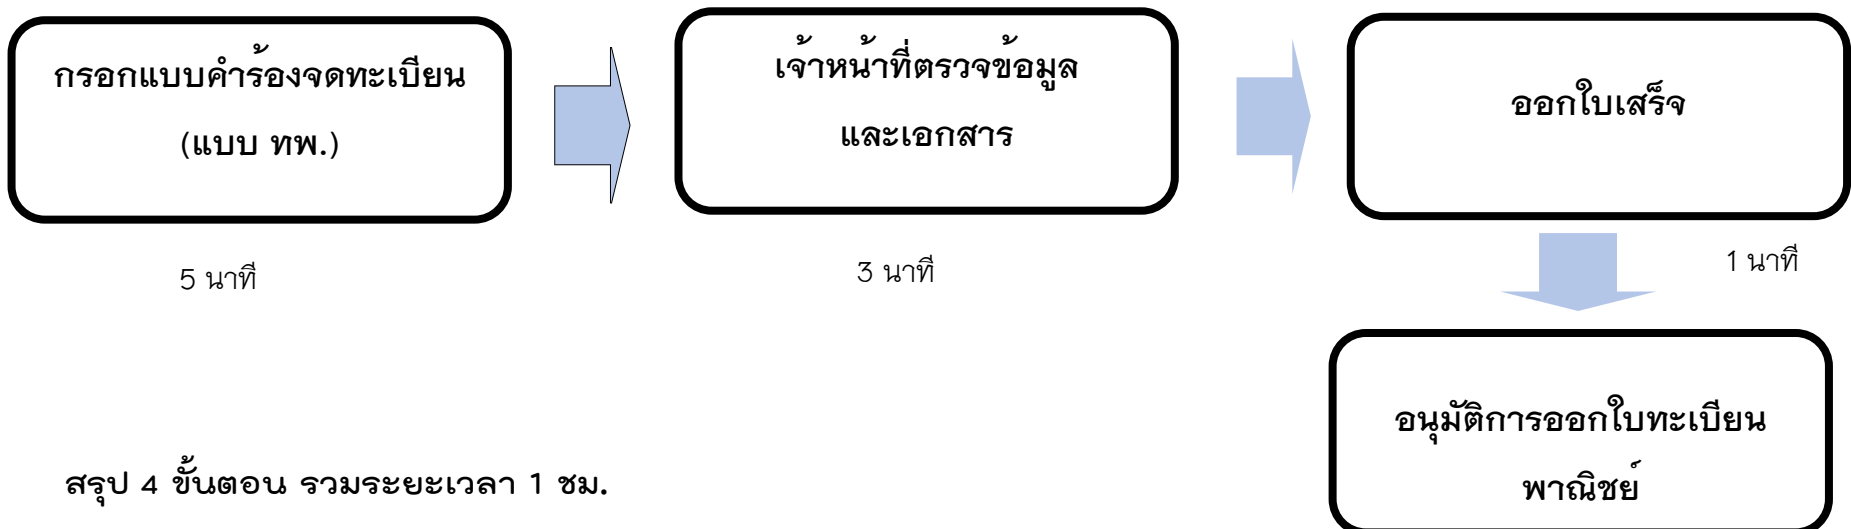 กรอกแบบคำร้องจดทะเบียน
(แบบ ทพ.)
เจ้าหน้าที่ตรวจข้อมูล
และเอกสาร
ออกใบเสร็จ
5 นาที
3 นาที
1 นาที
อนุมัติการออกใบทะเบียน
พาณิชย์
สรุป 4 ขั้นตอน รวมระยะเวลา 1 ชม.